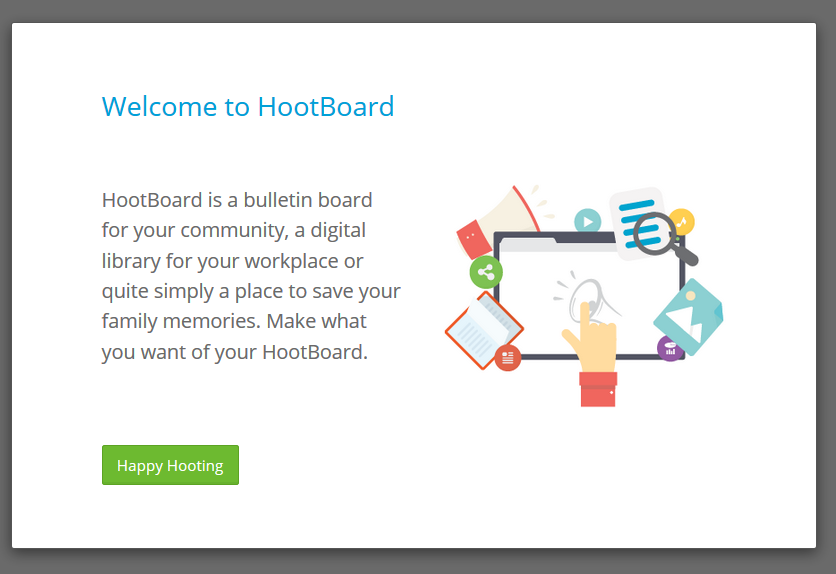 Welcome to HootBoard
HootBoard is a bulletin board
for your community, a digital
library for your workplace or
quite simply a place to save your
family memories. Make what
you want of your HootBoard.
Happy Hooting